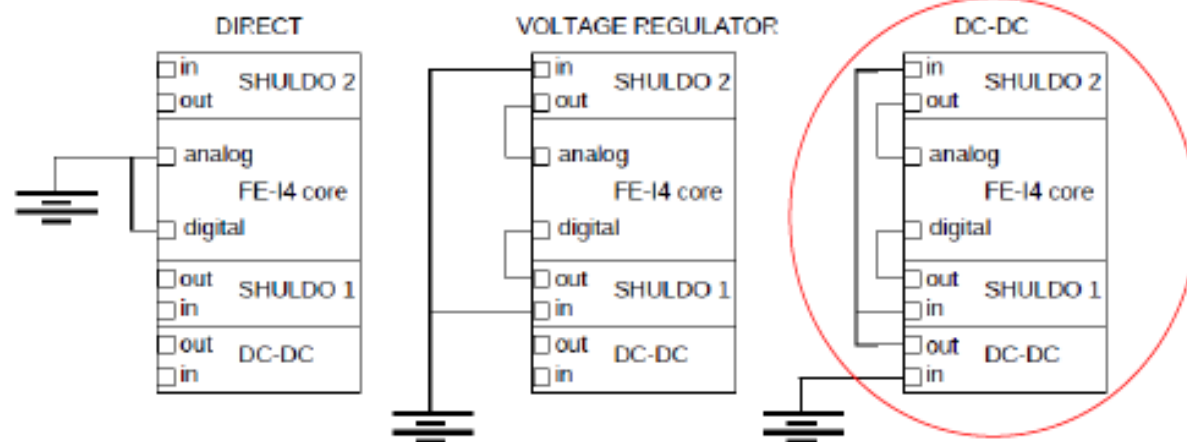 DIRECT
in
SHULDO 2
out
analog
FE-I4 core
digital
out
SHULDO 1
in
out
DC-DC
in
VOLTAGE REGULATOR
in
SHULDO 2
out
analog
FE-I4 core
digital
out
SHULDO 1
in
out
DC-DC
in
DC-DC
in
SHULDO 2
out
analog
FE-I4 core
digital
out
SHULDO 1
in
out
DC-DC
in